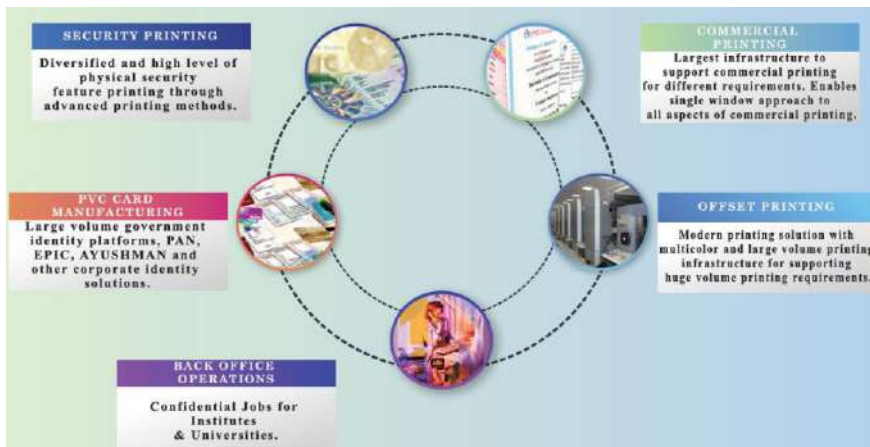 SECURITY PRINTING
Diversified and high level of
physical security
feature printing through
advanced printing methods.
COMMERCIAL
PRINTING
Largest infrastructure to
support commercial printing
for different requirements. Enables
single window approach to
all aspects of commercial printing.
PVC CARD
MANUFACTURING
Large volume government
identity platforms, PAN,
EPIC, AYUSHMAN and
other corporate identity
solutions.
OFFSET PRINTING
Modern printing solution with
multicolor and large volume printing
infrastructure for supporting
huge volume printing requirements.
BACK OFFICE
OPERATIONS
Confidential Jobs for
Institutes
& Universities.